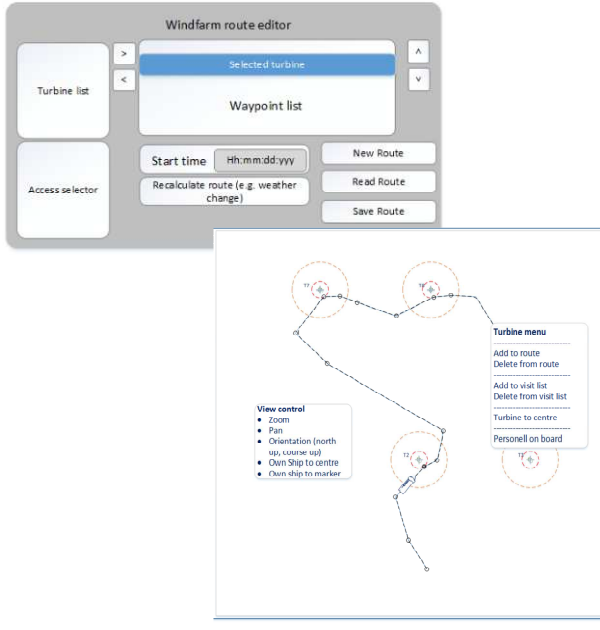 Windfarm route editor
Turbine list
>
<
Selected turbine
Waypoint list
˄
˅
Access selector
Start time
Hh:mm:dd:yyy
Recalculate route (e.g. weather
change)
New Route
Read Route
Save Route
Turbine menu
Add to route
Delete from route
Add to visit list
Delete from visit list
Turbine to centre
Personell on board
View control
• Zoom
• Pan
• Orientation (north
up, course up)
• Own Ship to centre
• Own ship to marker
T2